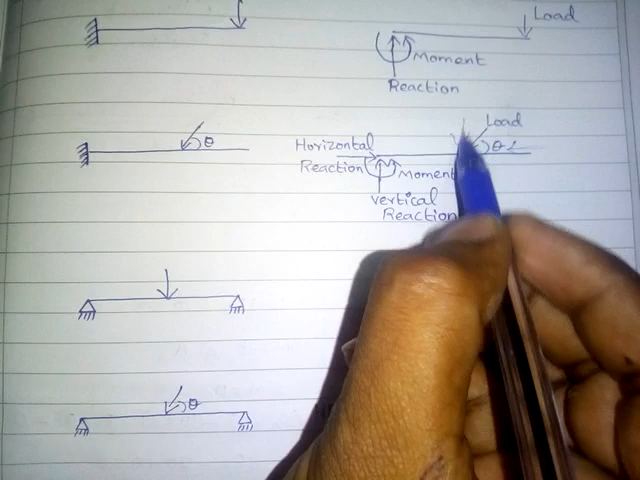 Load
Moment
Reaction
θ
Horizontal
Reaction
Load
θ
Moment
vertical
Reaction
θ